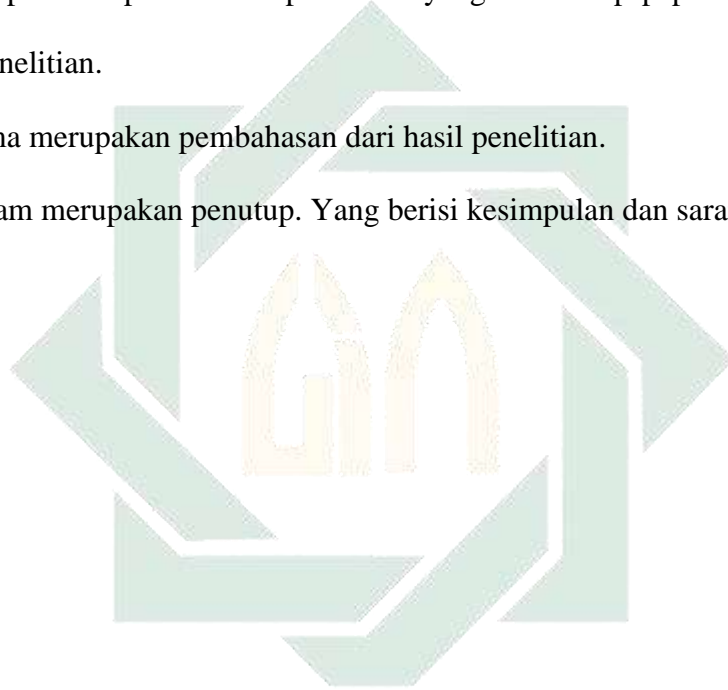 nelitian.
na merupakan pembahasan dari hasil penelitian.
am merupakan penutup. Yang berisi kesimpulan dan sara